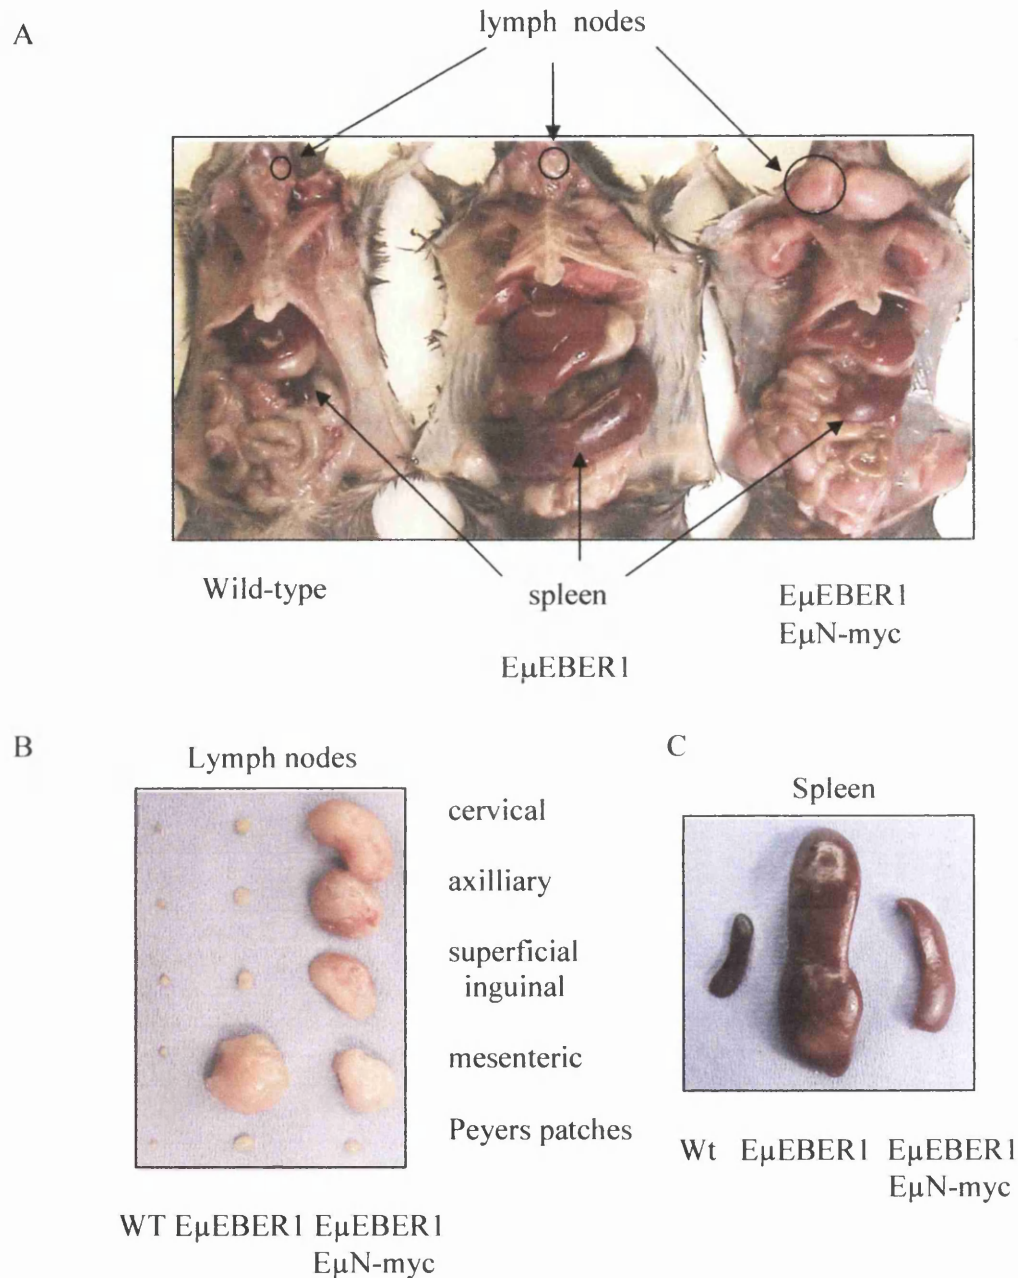 A
lymph nodes
Wild-type
spleen
EμEBER1
EμEBER1
EμN-myc
B
Lymph nodes
cervical
axilliary
superficial
inguinal
mesenteric
Peyers patches
WT EμEBER1 EμEBER1
EμN-myc
C
Spleen
Wt EμEBER1 EμEBER1
EμN-myc